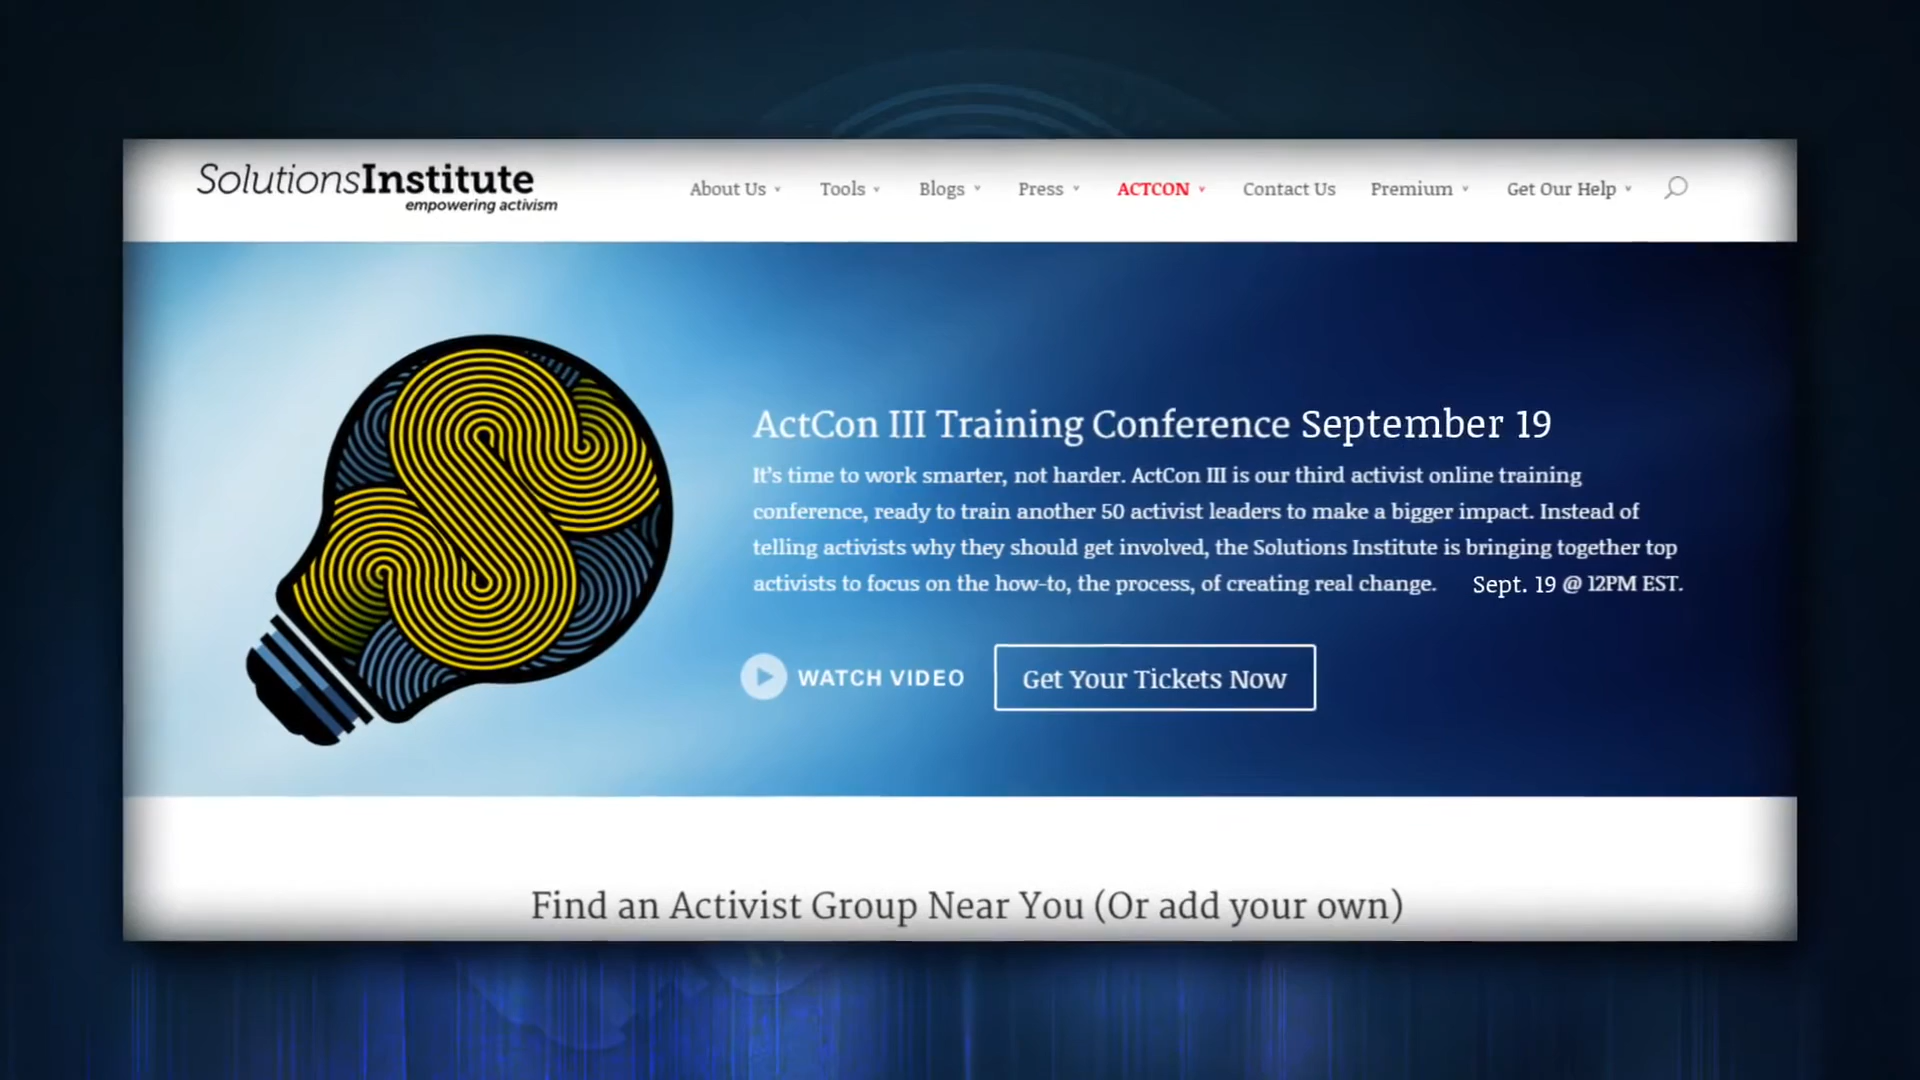 SolutionsInstitute
empowering activism
About Us Tools Blogs Press ACTCON Contact Us Premium Get Our Help
ActCon III Training Conference September 19
It's time to work smarter, not harder. ActCon III is our third activist online training
conference, ready to train another 50 activist leaders to make a bigger impact. Instead of
telling activists why they should get involved, the Solutions Institute is bringing together top
activists to focus on the how-to, the process, of creating real change. Sept. 19 @ 12PM EST.
WATCH VIDEO Get Your Tickets Now
Find an Activist Group Near You (Or add your own)